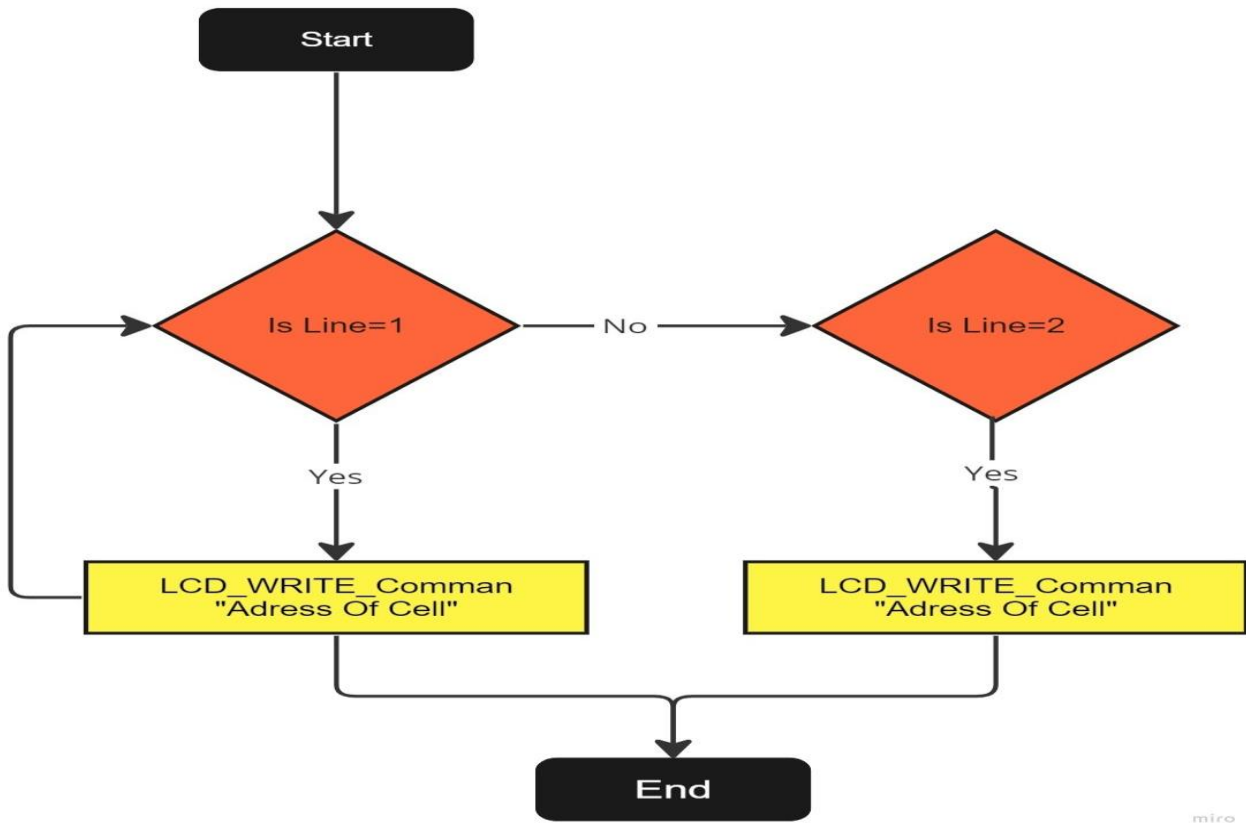 Start
Is Line=1
No
Is Line=2
Yes
Yes
LCD_WRITE_Comman
"Adress Of Cell"
LCD_WRITE_Comman
"Adress Of Cell"
End
miro